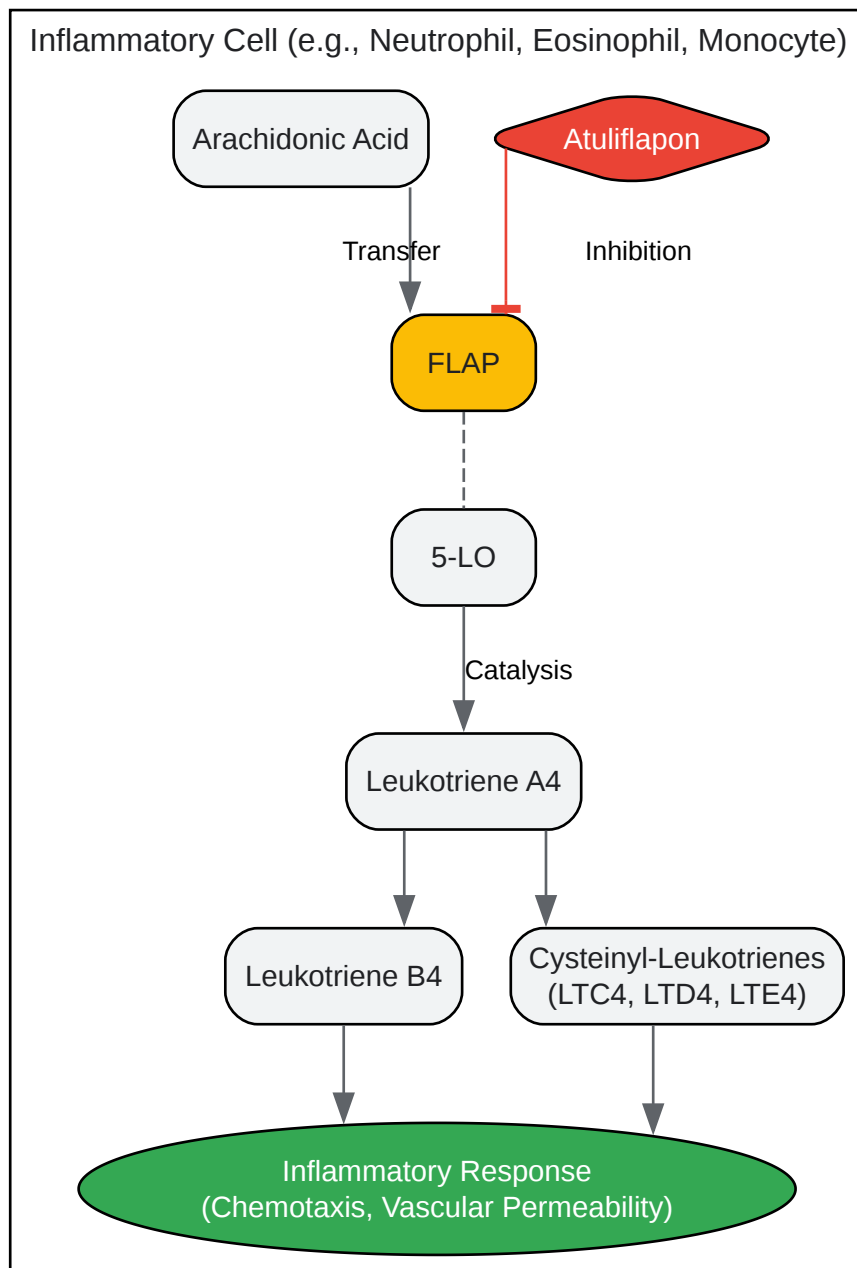 Inflammatory Cell (e.g., Neutrophil, Eosinophil, Monocyte)
Arachidonic Acid
Atuliflapon
Transfer
Inhibition
FLAP
5-LO
Catalysis
Leukotriene A4
Leukotriene B4
Cysteinyl-Leukotrienes
(LTC4, LTD4, LTE4)
Inflammatory Response
(Chemotaxis, Vascular Permeability)